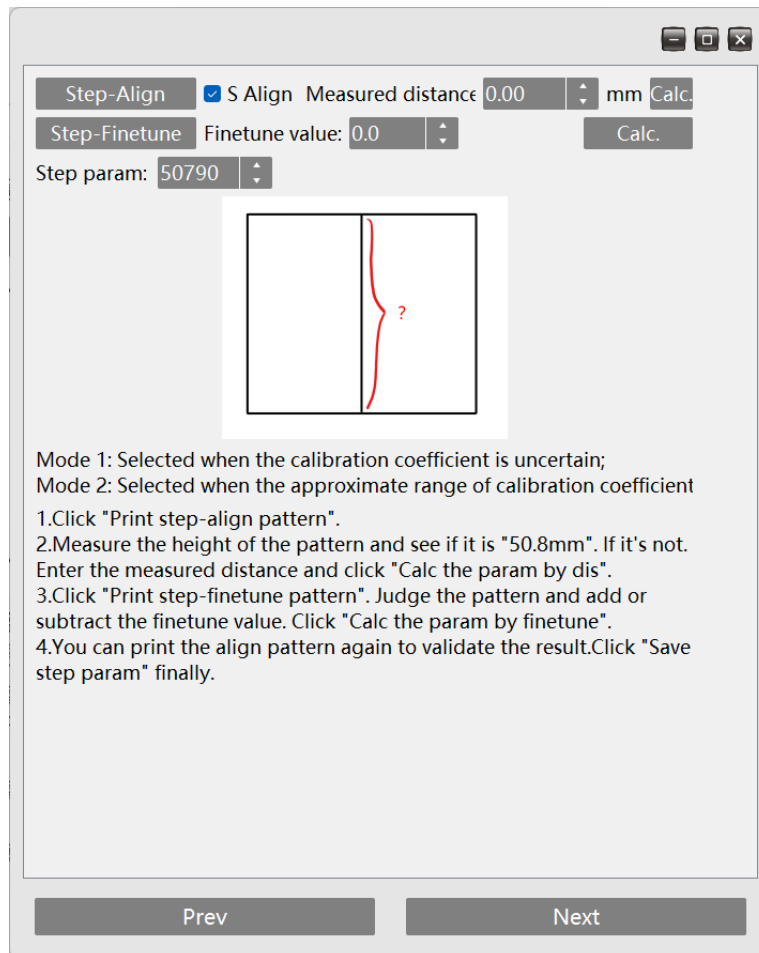 Step-Align S Align Measured distance 0.00 mm Calc.
Step-Finetune Finetune value: 0.0 Calc.
Step param: 50790
?
Mode 1: Selected when the calibration coefficient is uncertain;
Mode 2: Selected when the approximate range of calibration coefficient
1.Click "Print step-align pattern".
2.Measure the height of the pattern and see if it is "50.8mm". If it's not.
Enter the measured distance and click "Calc the param by dis".
3.Click "Print step-finetune pattern". Judge the pattern and add or
subtract the finetune value. Click "Calc the param by finetune".
4.You can print the align pattern again to validate the result.Click "Save
step param" finally.
Prev Next